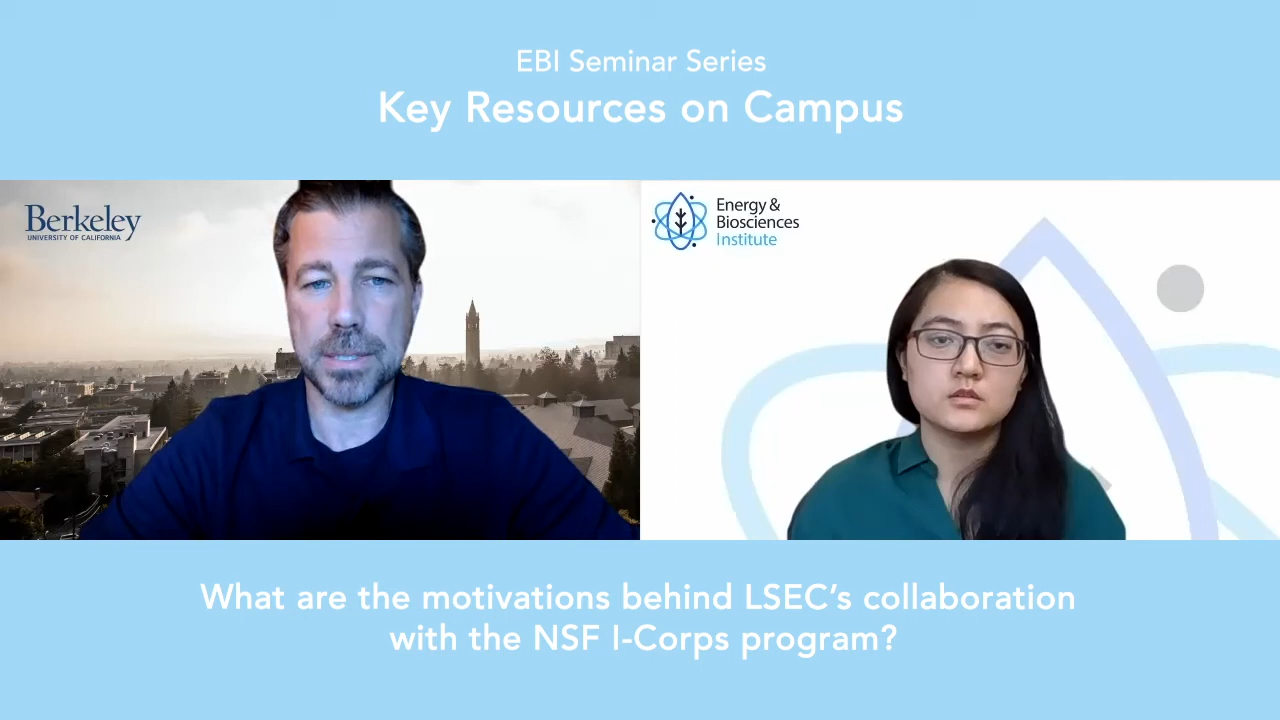 EBI Seminar Series
Key Resources on Campus
Berkeley
UNIVERSITY OF CALIFORNIA
Energy &
Biosciences
Institute
What are the motivations behind LSEC’s collaboration
with the NSF I-Corps program?